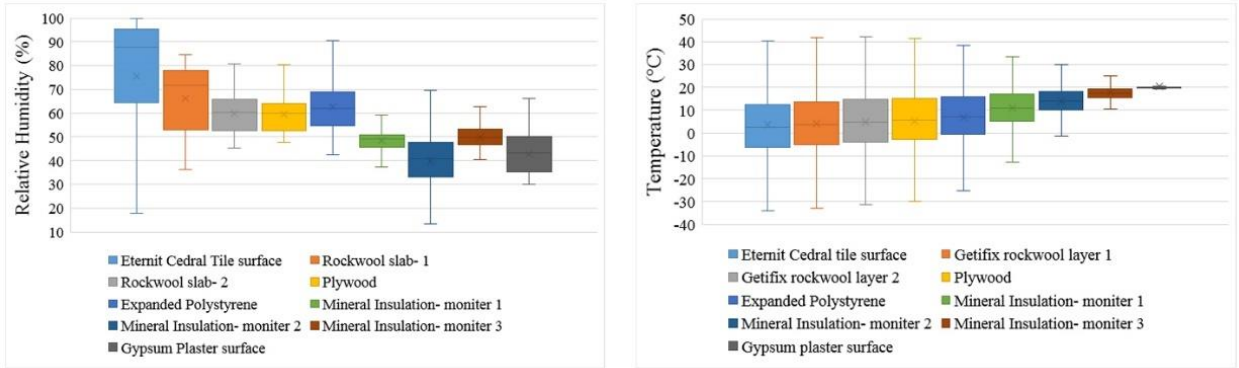 Relative Humidity (%)
100
90
80
70
60
50
40
30
20
10
Eternit Cedral Tile surface
Rockwool slab- 1
Rockwool slab- 2
Plywood
Expanded Polystyrene
Mineral Insulation- moniter 1
Mineral Insulation- moniter 2
Mineral Insulation- moniter 3
Gypsum Plaster surface
Temperature (°C)
50
40
30
20
10
0
-10
-20
-30
-40
Eternit Cedral tile surface
Getifix rockwool layer 1
Getifix rockwool layer 2
Plywood
Expanded Polystyrene
Mineral Insulation- moniter 1
Mineral Insulation- moniter 2
Mineral Insulation- moniter 3
Gypsum plaster surface